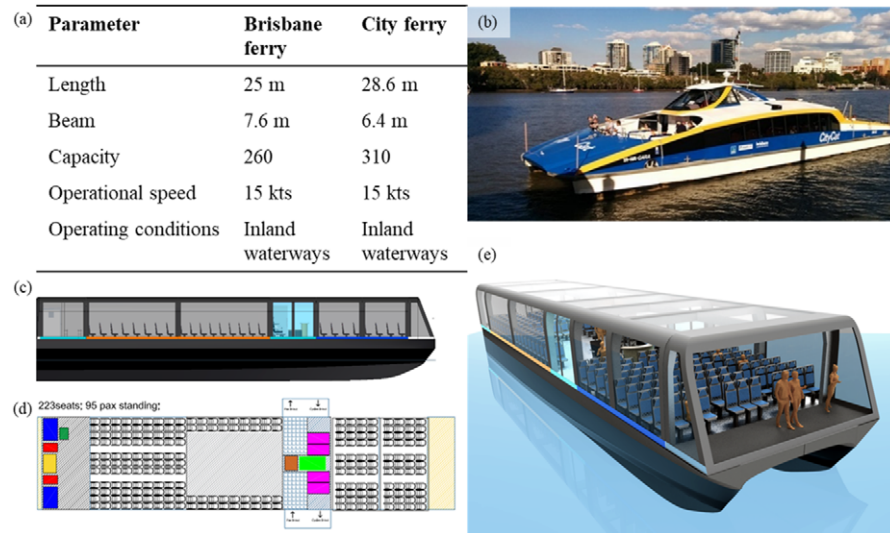 (a)
Parameter Brisbane ferry City ferry
Length 25 m 28.6 m
Beam 7.6 m 6.4 m
Capacity 260 310
Operational speed 15 kts 15 kts
Operating conditions Inland waterways Inland waterways
(b)
CityCat
(c)
(d)
223seats; 95 pax standing;
(e)